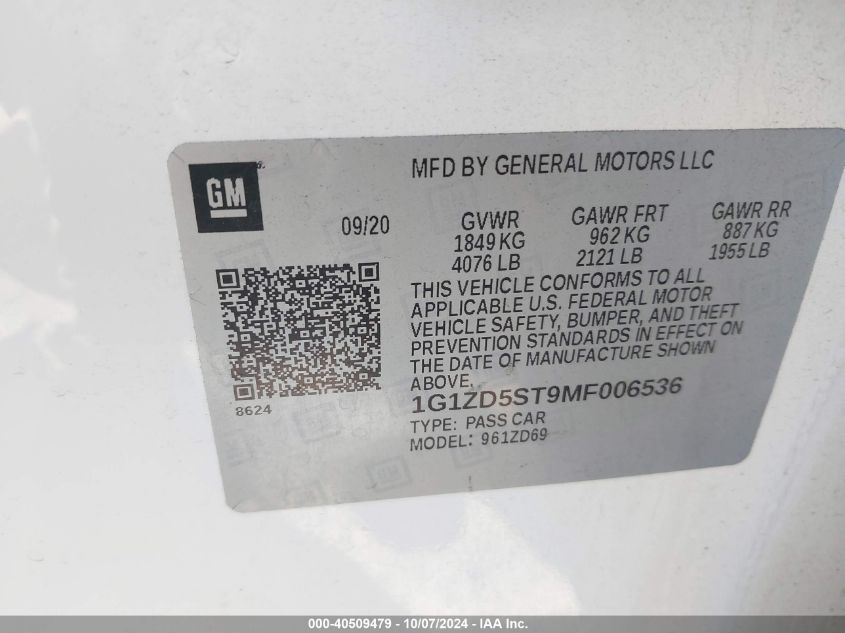 GM
MFD BY GENERAL MOTORS LLC
09/20
GVWR
1849 KG
4076 LB
GAWR FRT
962 KG
2121 LB
GAWR RR
887 KG
1955 LB
THIS VEHICLE CONFORMS TO ALL
APPLICABLE U.S. FEDERAL MOTOR
VEHICLE SAFETY, BUMPER, AND THEFT
PREVENTION STANDARDS IN EFFECT ON
THE DATE OF MANUFACTURE SHOWN
ABOVE.
8624
1G1ZD5ST9MF006536
TYPE: PASS CAR
MODEL: 961ZD69
000-40509479 - 10/07/2024 - IAA Inc.